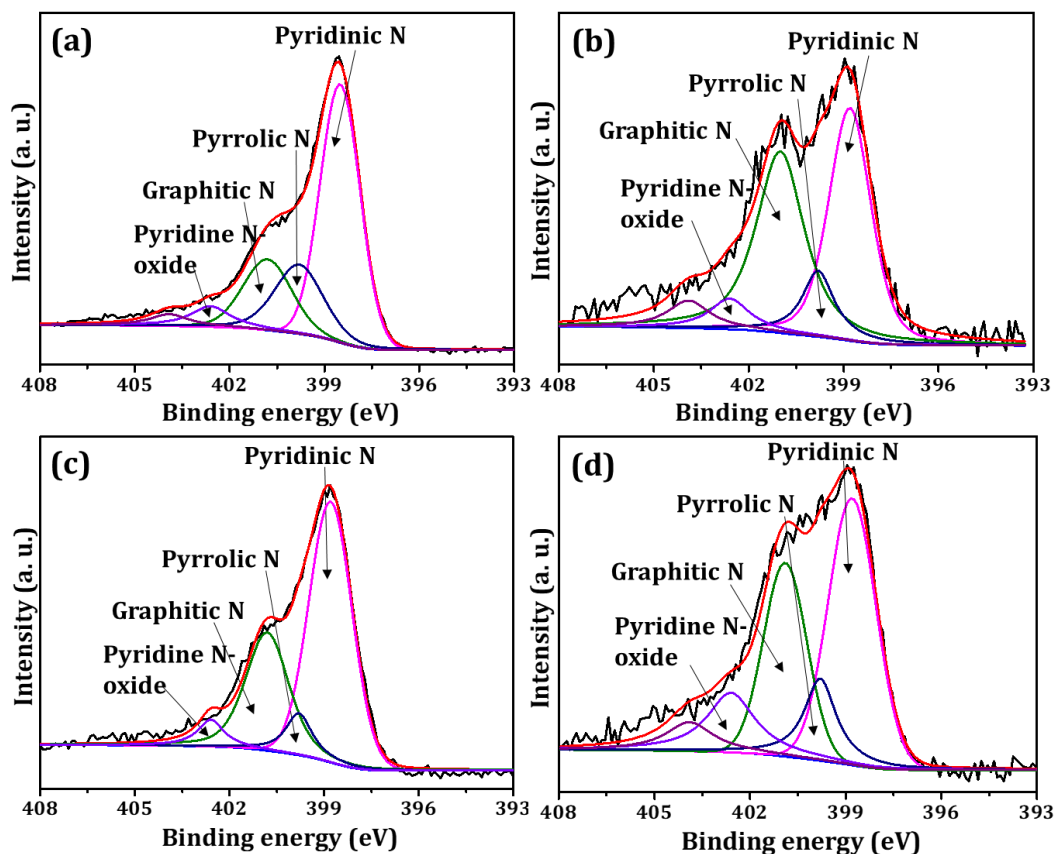 (a)
Pyridinic N
Pyrrolic N
Graphitic N
Pyridine N-
oxide
Intensity (a. u.)
408 405 402 399 396 393
Binding energy (eV)
(b)
Pyridinic N
Pyrrolic N
Graphitic N
Pyridine N-
oxide
Intensity (a. u.)
408 405 402 399 396 393
Binding energy (eV)
(c)
Pyridinic N
Pyrrolic N
Graphitic N
Pyridine N-
oxide
Intensity (a. u.)
408 405 402 399 396 393
Binding energy (eV)
(d)
Pyridinic N
Pyrrolic N
Graphitic N
Pyridine N-
oxide
Intensity (a. u.)
408 405 402 399 396 393
Binding energy (eV)